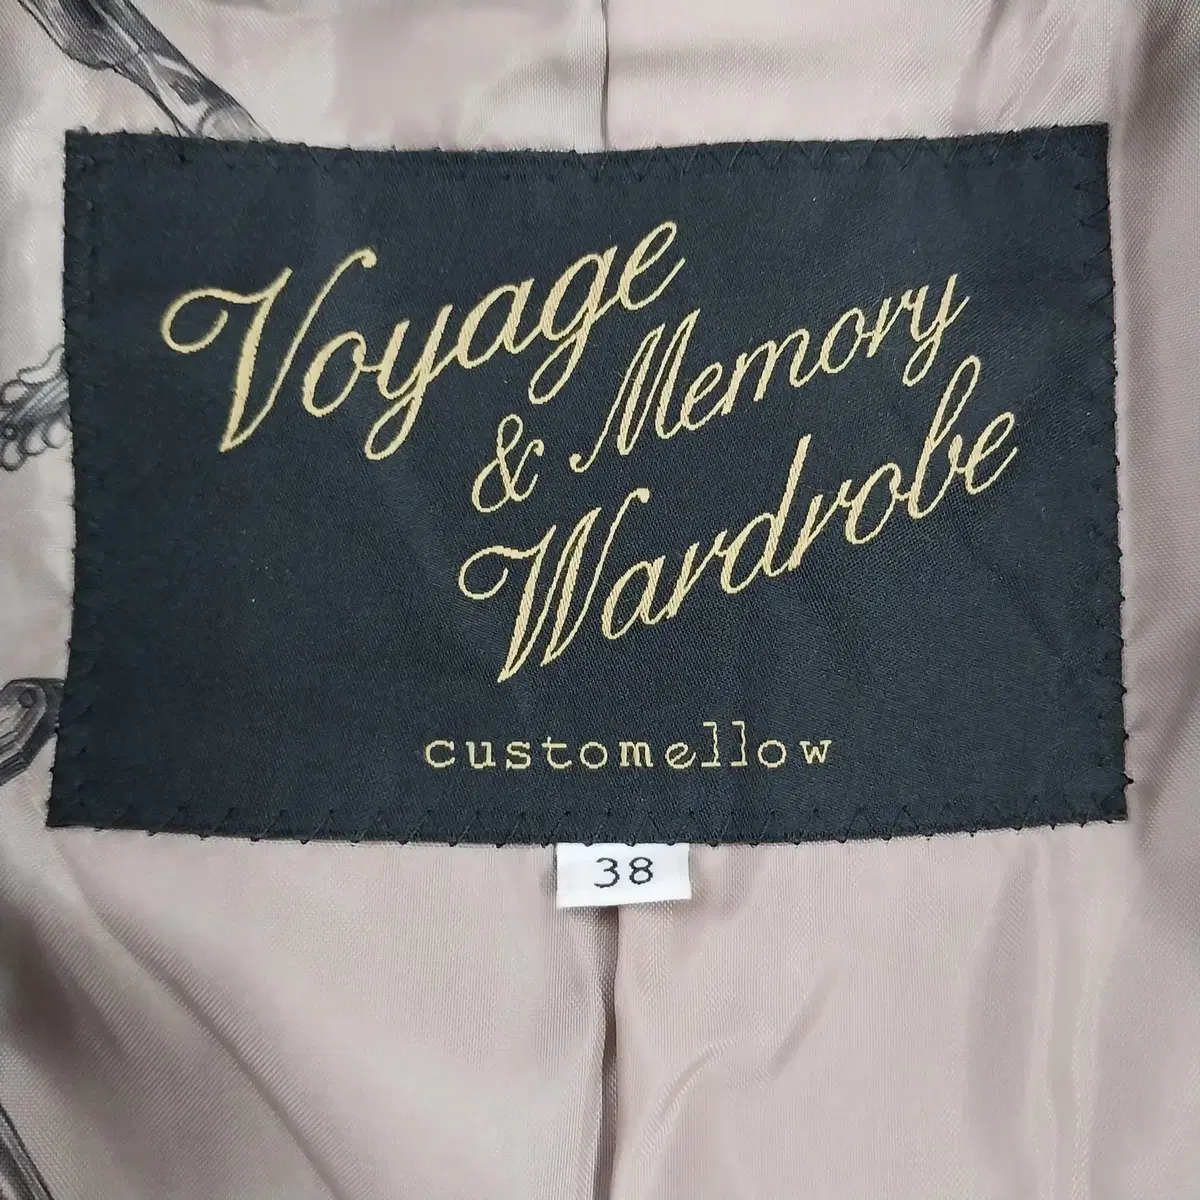 Voyage
& Memory
Wardrobe
customellow
38